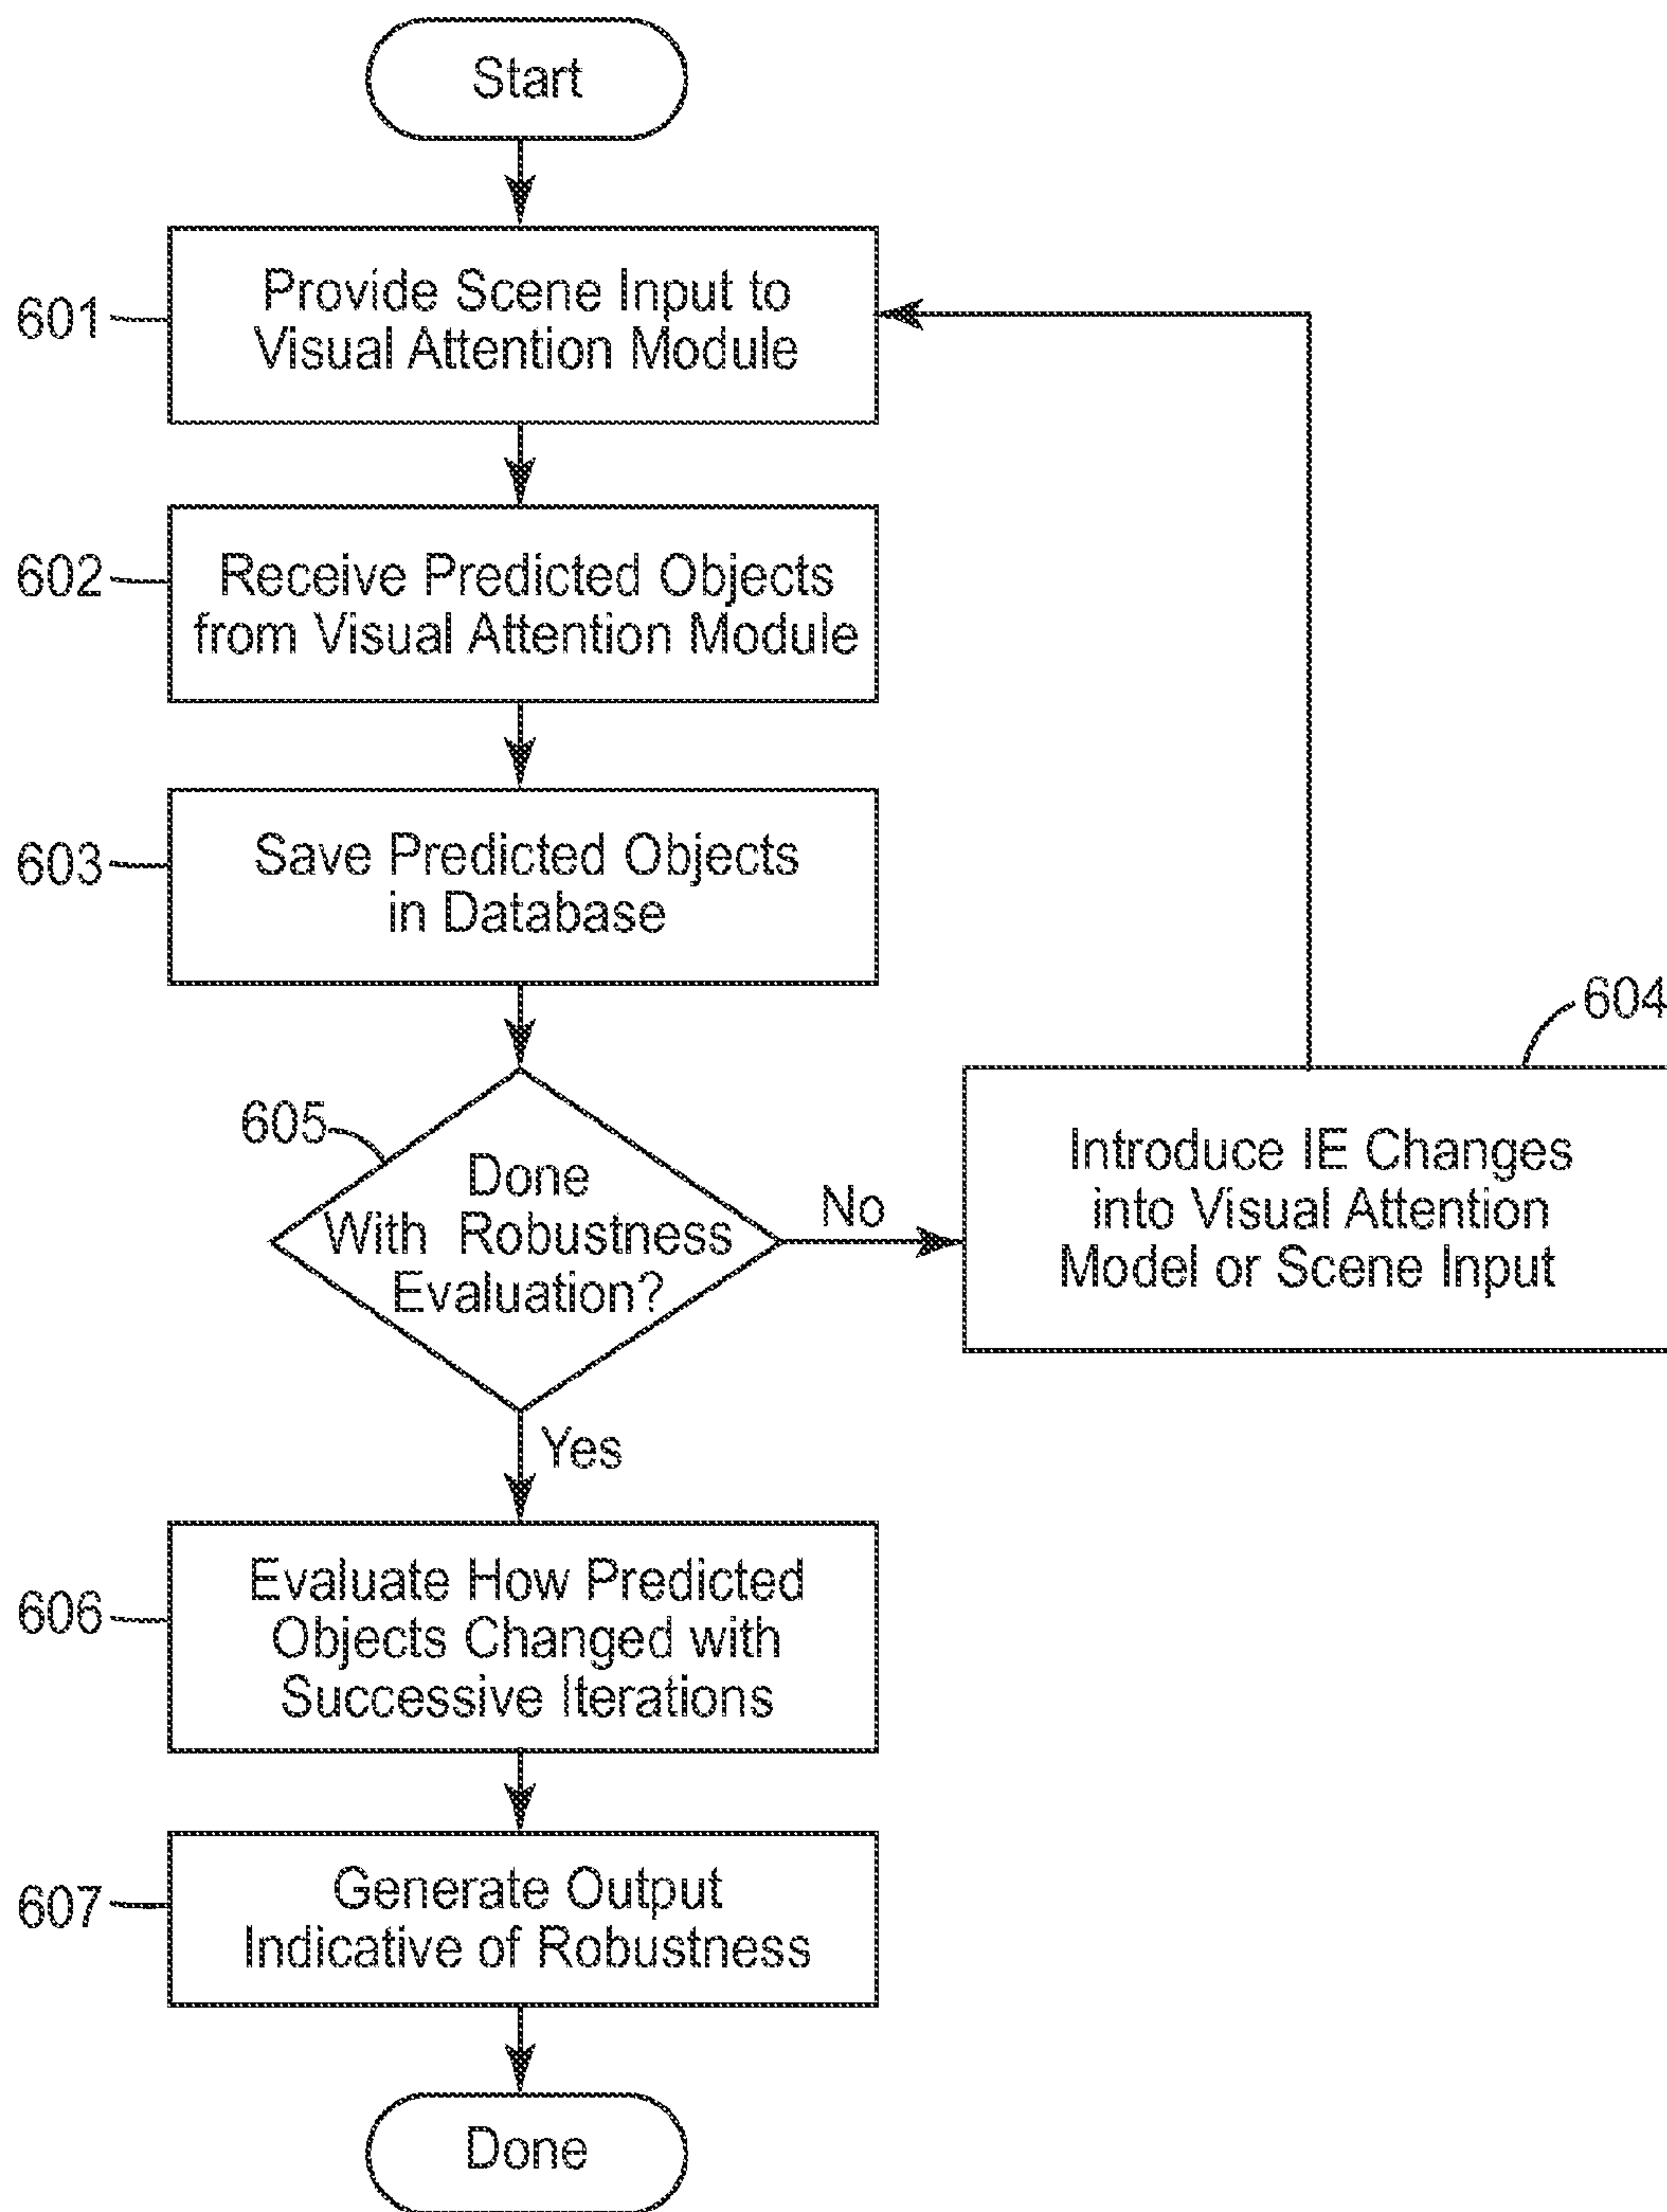 Start
601
Provide Scene Input to
Visual Attention Module
602
Receive Predicted Objects
from Visual Attention Module
603
Save Predicted Objects
in Database
604
605
Done
With Robustness
Evaluation?
No
Introduce IE Changes
into Visual Attention
Model or Scene Input
Yes
606
Evaluate How Predicted
Objects Changed with
Successive Iterations
607
Generate Output
Indicative of Robustness
Done